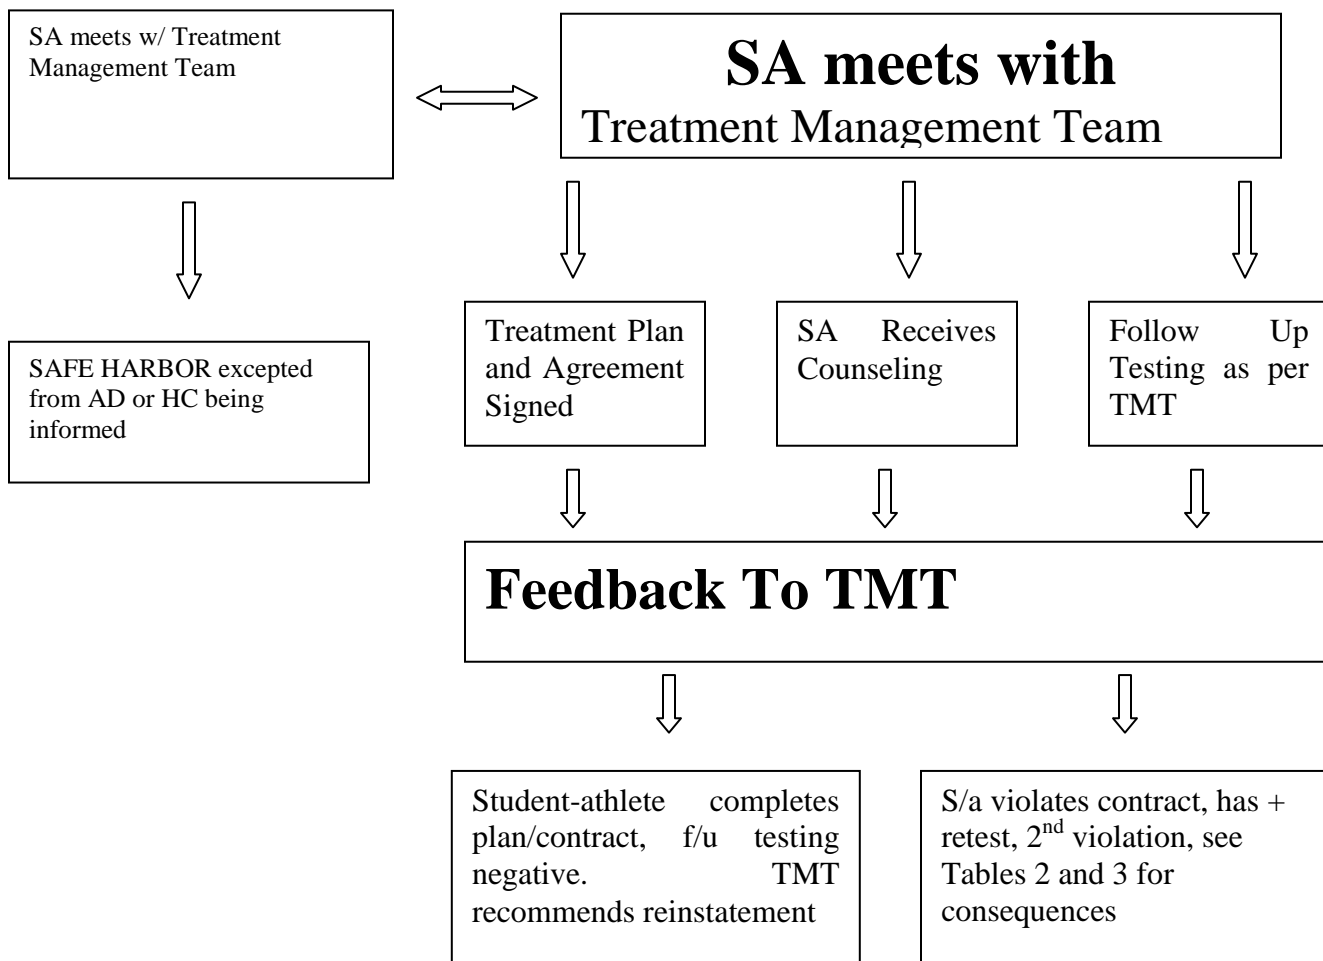 SA meets w/ Treatment
Management Team
SA meets with
Treatment Management Team
SAFE HARBOR excepted
from AD or HC being
informed
Treatment Plan
and Agreement
Signed
SA Receives
Counseling
Follow Up
Testing as per
TMT
Feedback To TMT
Student-athlete completes
plan/contract, f/u testing
negative. TMT
recommends reinstatement
S/a violates contract, has +
retest, 2nd violation, see
Tables 2 and 3 for
consequences